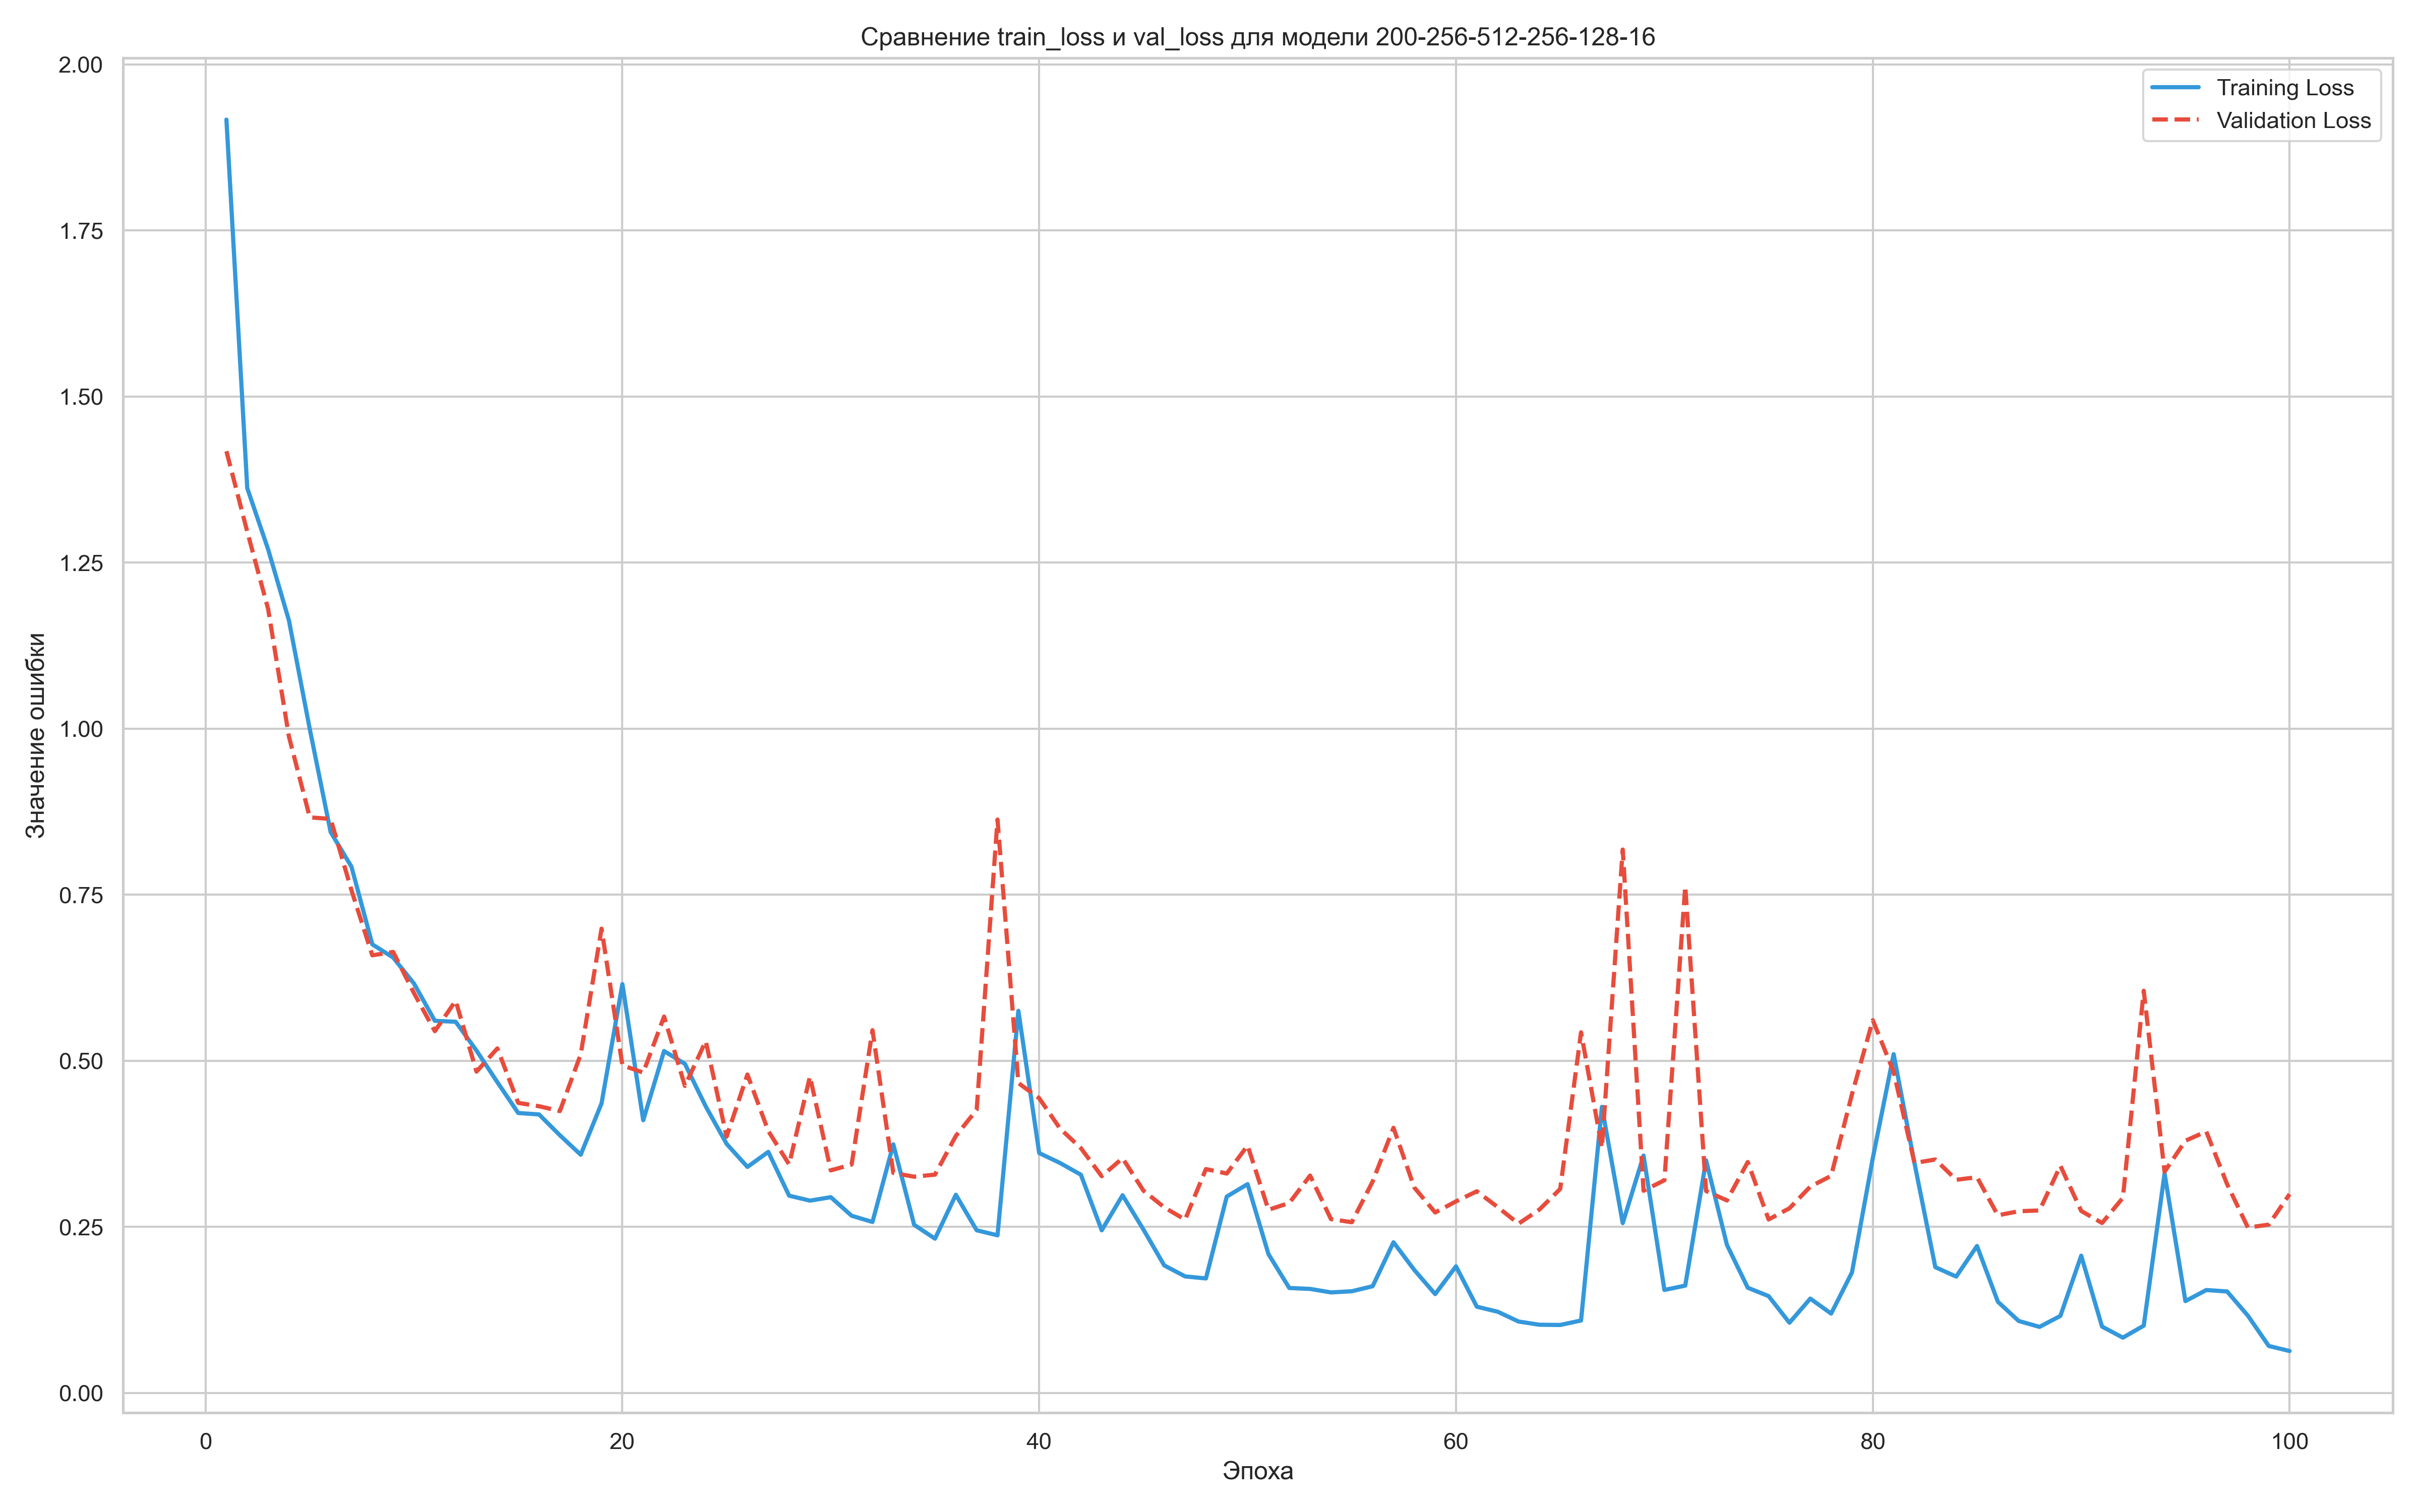 Сравнение train_loss и val_loss для модели 200-256-512-256-128-16
Training Loss
Validation Loss
Значение ошибки
2.00
1.75
1.50
1.25
1.00
0.75
0.50
0.25
0.00
0 20 40 60 80 100
Эпоха